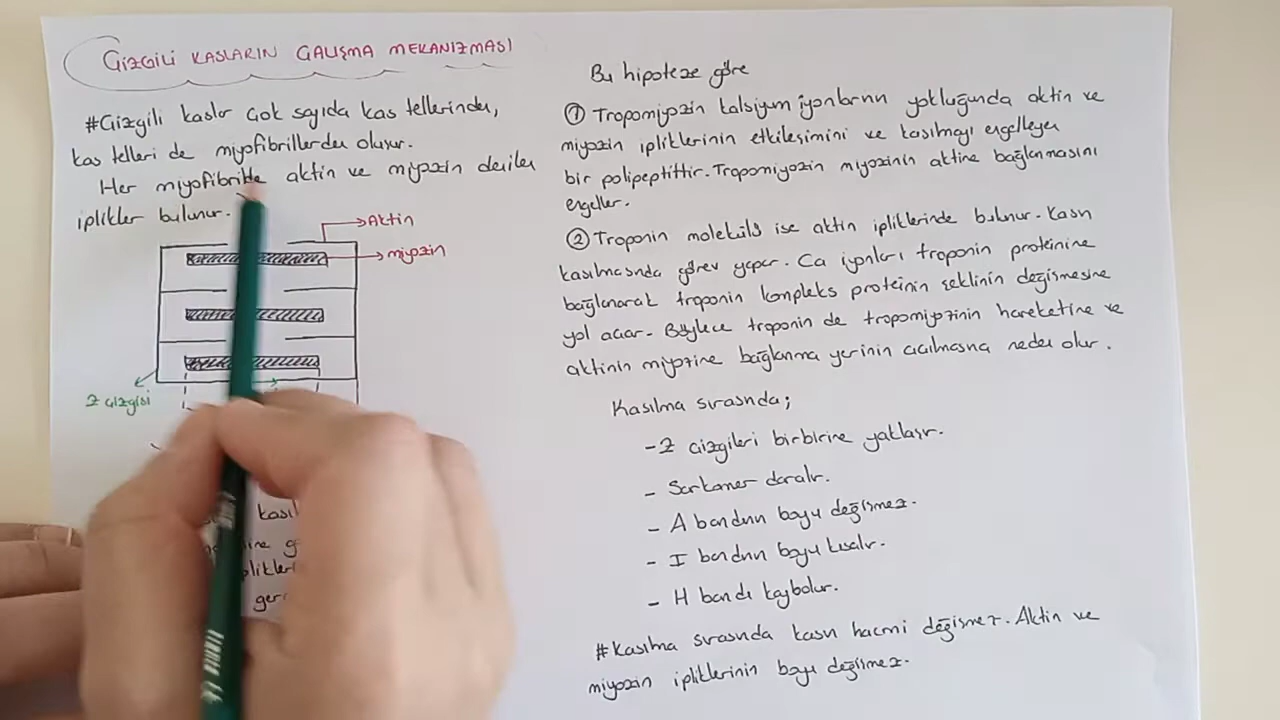 ÇİZGİLİ KASLARIN ÇALIŞMA MEKANİZMASI
#Çizgili kaslar çok sayıda kas tellerinden,
kas telleri de miyofibrillerden oluşur.
Her miyofibrilde aktin ve miyozin denilen
iplikler bulunur.
Aktin
miyozin
Z çizgisi
kasıl
ine g
iplikleri
ger
Bu hipoteze göre
① Tropomiyozin kalsiyum iyonlarının yokluğunda aktin ve
miyozin ipliklerinin etkileşimini ve kasılmayı engelleyen
bir polipeptittir. Tropomiyozin miyozinin aktine bağlanmasını
engeller.
② Troponin molekülü ise aktin ipliklerinde bulunur. Kasın
kasılmasında görev yapar. Ca iyonları troponin proteinine
bağlanarak troponin kompleks proteinin şeklinin değişmesine
yol açar. Böylece troponin de tropomiyozinin hareketine ve
aktinin miyozine bağlanma yerinin açılmasına neden olur.
Kasılma sırasında;
- Z çizgileri birbirine yaklaşır.
- Sarkomer daralır.
- A bandının boyu değişmez.
- I bandının boyu kısalır.
- H bandı kaybolur.
#Kasılma sırasında kasın hacmi değişmez. Aktin ve
miyozin ipliklerinin boyu değişmez.